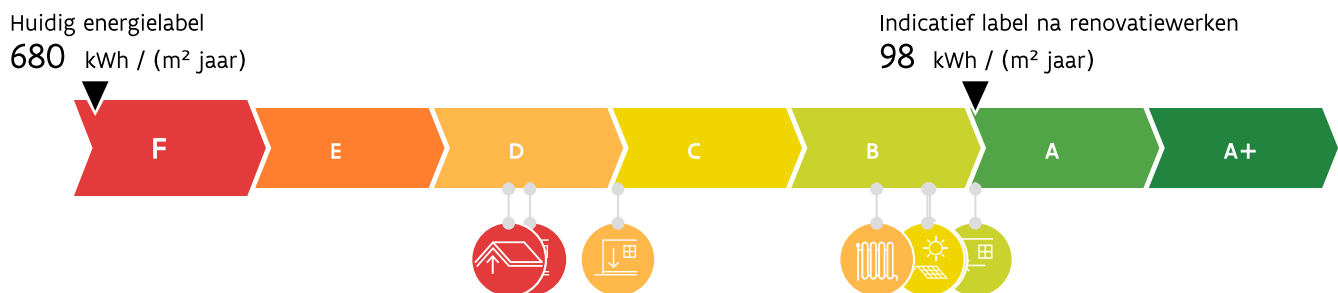 Huidig energielabel
680 kWh / (m² jaar)
Indicatief label na renovatiewerken
98 kWh / (m² jaar)
F E D C B A A+